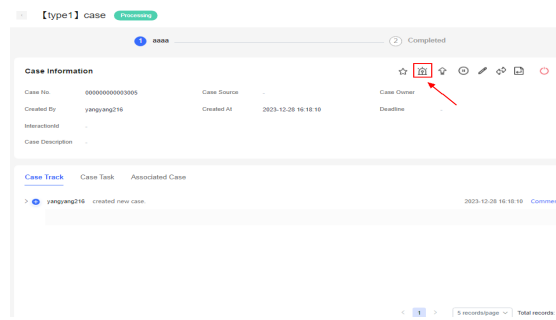 【type1】 case Processing
1 aaaa 2 Completed
Case Information
Case No 000000000003005 Case Source - Case Owner
Created By yangyang216 Created At 2023-12-28 16:18:10 Deadline -
InteractionId -
Case Description -
Case Track Case Task Associated Case
yangyang216 created new case. 2023-12-28 16:18:10 Commen
< 1 > 5 records/page Total records